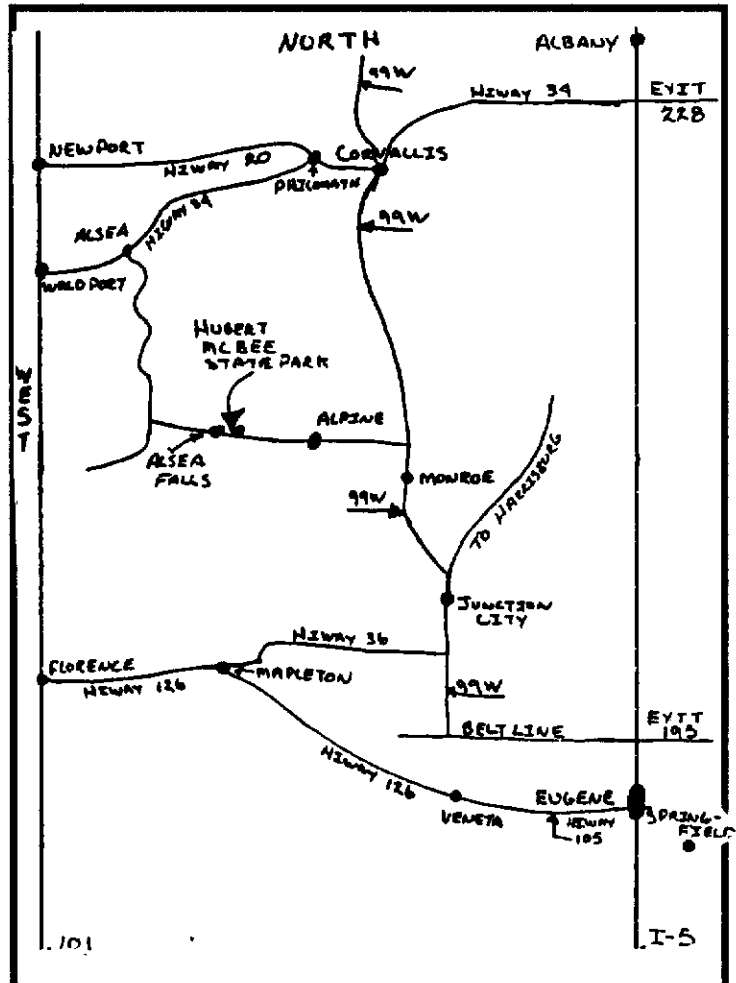 NORTH
ALBANY
99W
HIWAY 34
EXIT
228
NEWPORT
HIWAY 20
CORVALLIS
PHILOMATH
HIWAY 34
99W
ALSEA
WALDPORT
HUBERT
MCBEE
STATE PARK
WEST
ALPINE
ALSEA
FALLS
MONROE
99W
TO HARRISBURG
JUNCTION
CITY
HIWAY 36
FLORENCE
MAPLETON
HIWAY 126
99W
BELTLINE
EXIT
195
HIWAY 126
VENETA
EUGENE
HIWAY
105
SPRING-
FIELD
101
I-5